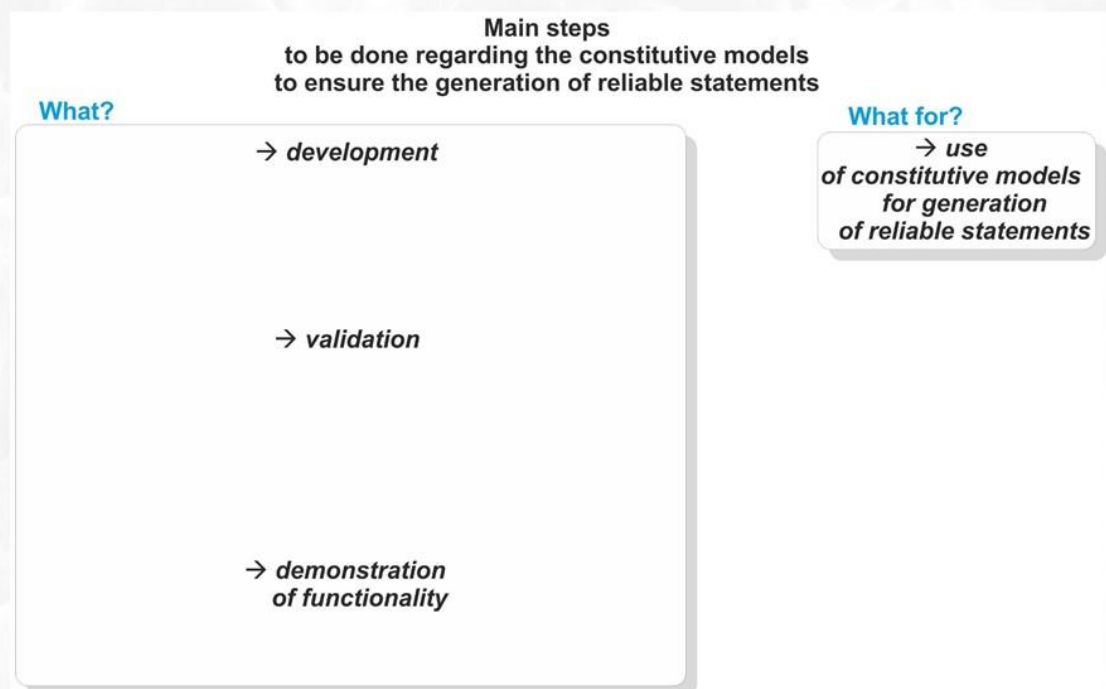 Main steps
to be done regarding the constitutive models
to ensure the generation of reliable statements
What?
→ development
→ validation
→ demonstration
of functionality
What for?
→ use
of constitutive models
for generation
of reliable statements